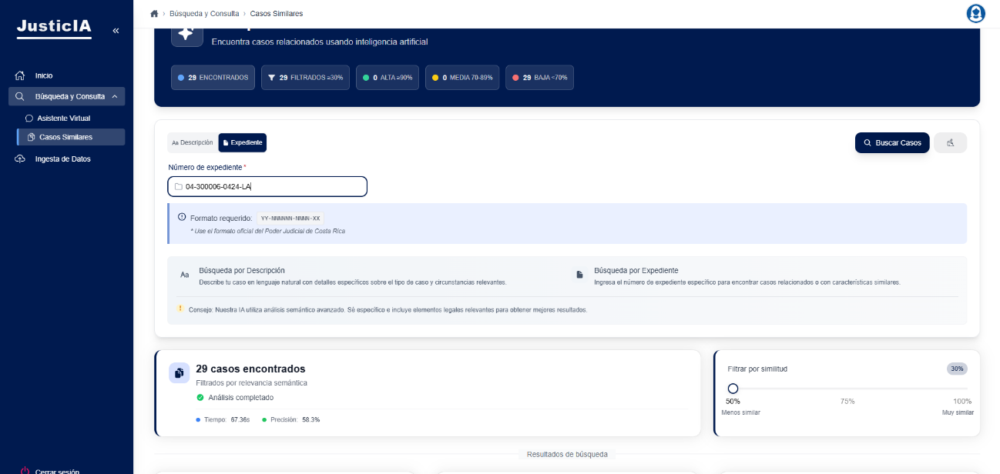 JusticIA
«
Inicio
Búsqueda y Consulta
Asistente Virtual
Casos Similares
Ingesta de Datos
Cerrar sesión
Búsqueda y Consulta › Casos Similares
Encuentra casos relacionados usando inteligencia artificial
29 ENCONTRADOS
29 FILTRADOS ≥30%
0 ALTA ≥90%
0 MEDIA 70-89%
29 BAJA <70%
Aa Descripción
Expediente
Buscar Casos
Número de expediente*
04-300006-0424-LA
Formato requerido: YY-NNNNNN-NNNN-XX
* Use el formato oficial del Poder Judicial de Costa Rica
Aa
Búsqueda por Descripción
Describe tu caso en lenguaje natural con detalles específicos sobre el tipo de caso y circunstancias relevantes.
Búsqueda por Expediente
Ingresa el número de expediente específico para encontrar casos relacionados o con características similares.
Consejo: Nuestra IA utiliza análisis semántico avanzado. Sé específico e incluye elementos legales relevantes para obtener mejores resultados.
29 casos encontrados
Filtrados por relevancia semántica
Análisis completado
Tiempo: 67.36s
Precisión: 58.3%
Filtrar por similitud
30%
50%
75%
100%
Menos similar
Muy similar
Resultados de búsqueda